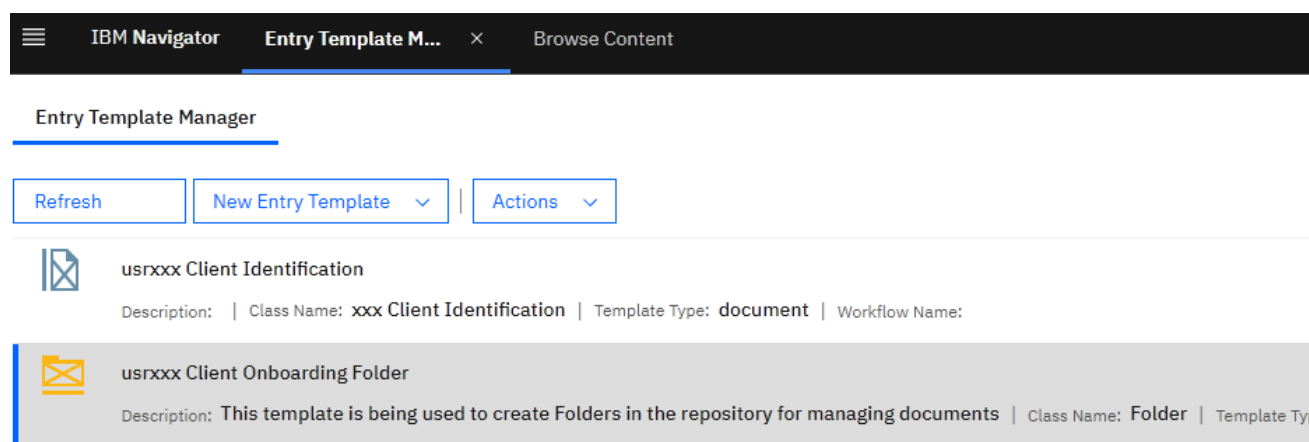 IBM Navigator Entry Template M... × Browse Content
Entry Template Manager
Refresh New Entry Template | Actions
usrxxx Client Identification
Description: | Class Name: xxx Client Identification | Template Type: document | Workflow Name:
usrxxx Client Onboarding Folder
Description: This template is being used to create Folders in the repository for managing documents | Class Name: Folder | Template Ty